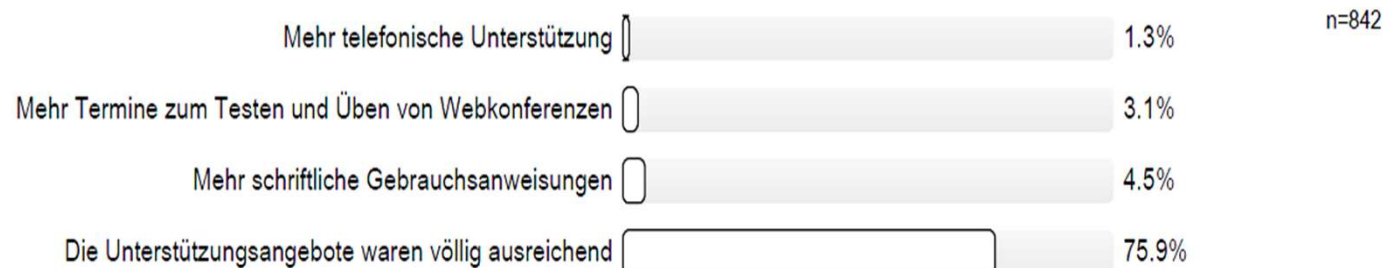 Mehr telefonische Unterstützung 1.3% n=842
Mehr Termine zum Testen und Üben von Webkonferenzen 3.1%
Mehr schriftliche Gebrauchsanweisungen 4.5%
Die Unterstützungsangebote waren völlig ausreichend 75.9%